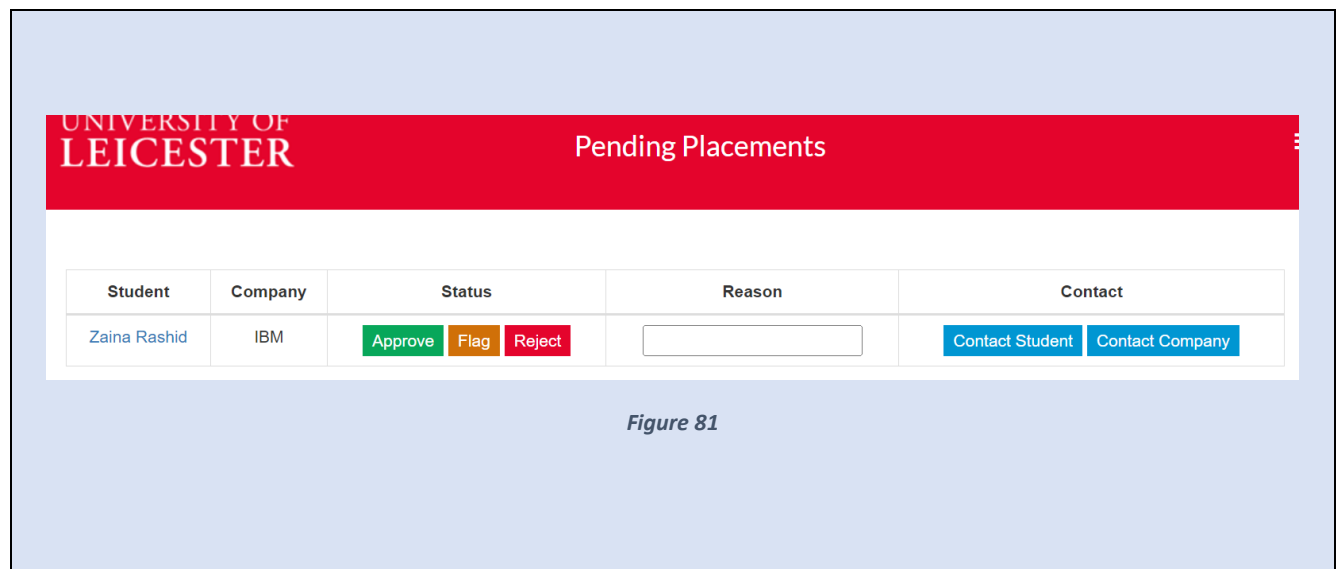 UNIVERSITY OF
LEICESTER
Pending Placements
Student Company Status Reason Contact
Zaina Rashid IBM Approve Flag Reject Contact Student Contact Company
Figure 81